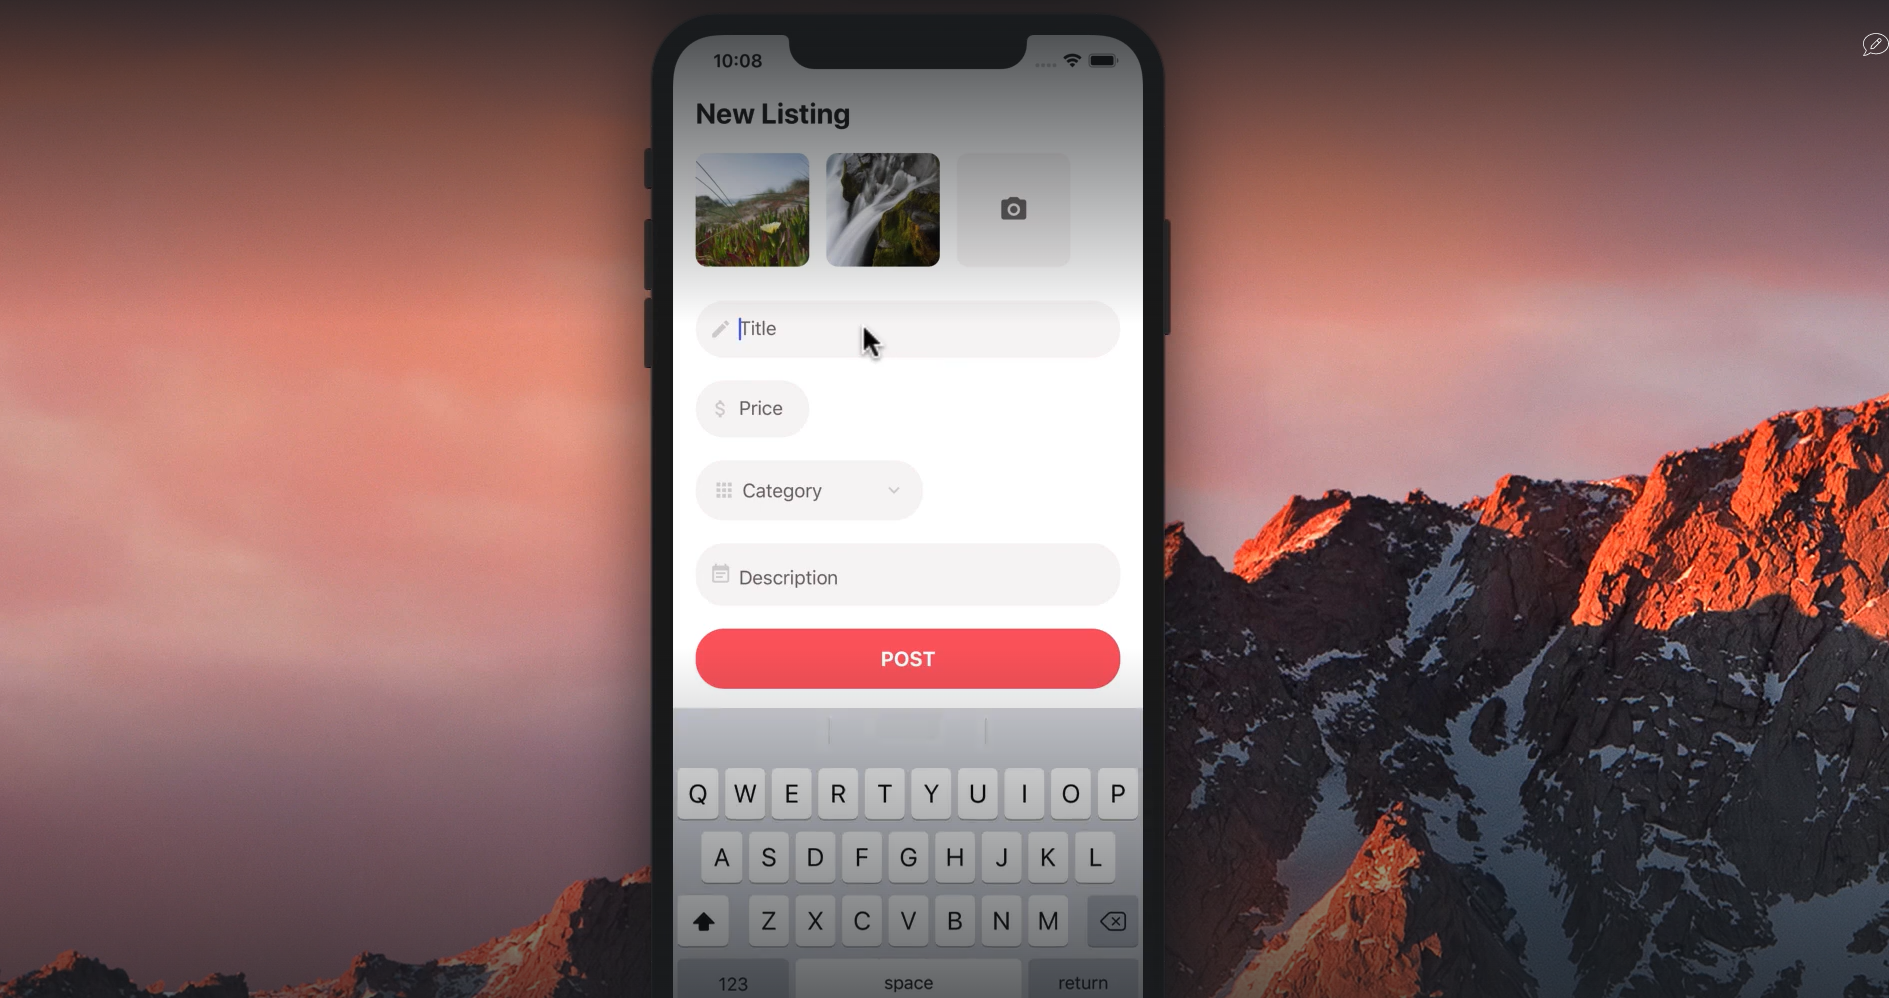 10:08
New Listing
Title
$ Price
Category
Description
POST
Q W E R T Y U I O P
A S D F G H J K L
Z X C V B N M
123 space return